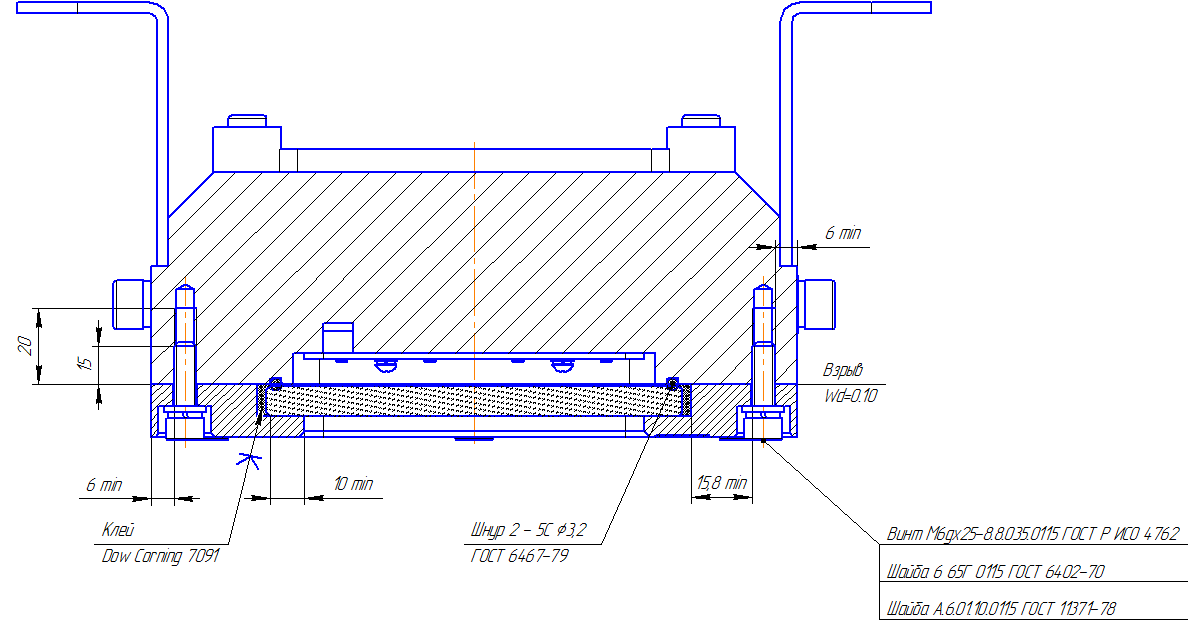 6 min
20
15
Взрыв
Wd=0.10
6 min
10 min
15,8 min
Клей
Dow Corning 7091
Шнур 2 - 5С ϕ3,2
ГОСТ 6467-79
Винт М6gx25-8.8.035.0115 ГОСТ Р ИСО 4762
Шайба 6 65Г 0115 ГОСТ 6402-70
Шайба А.6.01.10.0115 ГОСТ 11371-78